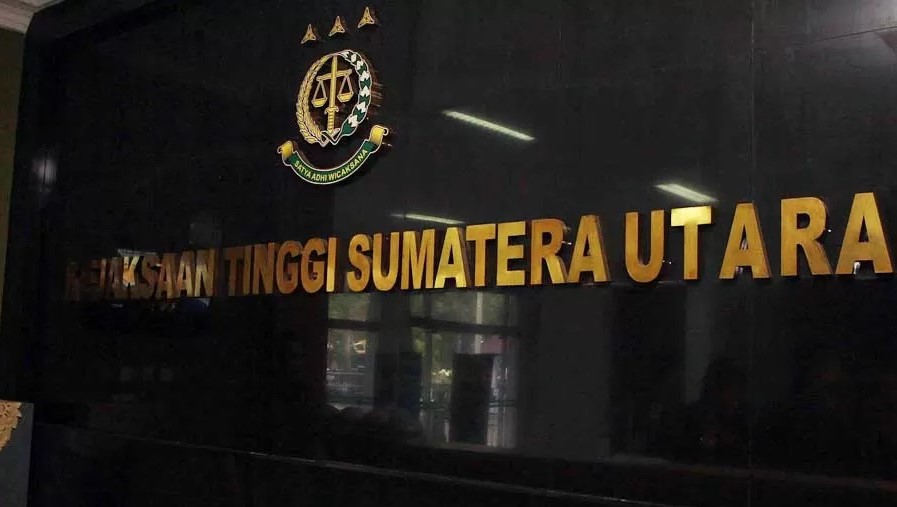 SATYA ADHI WICAKSANA
KEJAKSAAN TINGGI SUMATERA UTARA